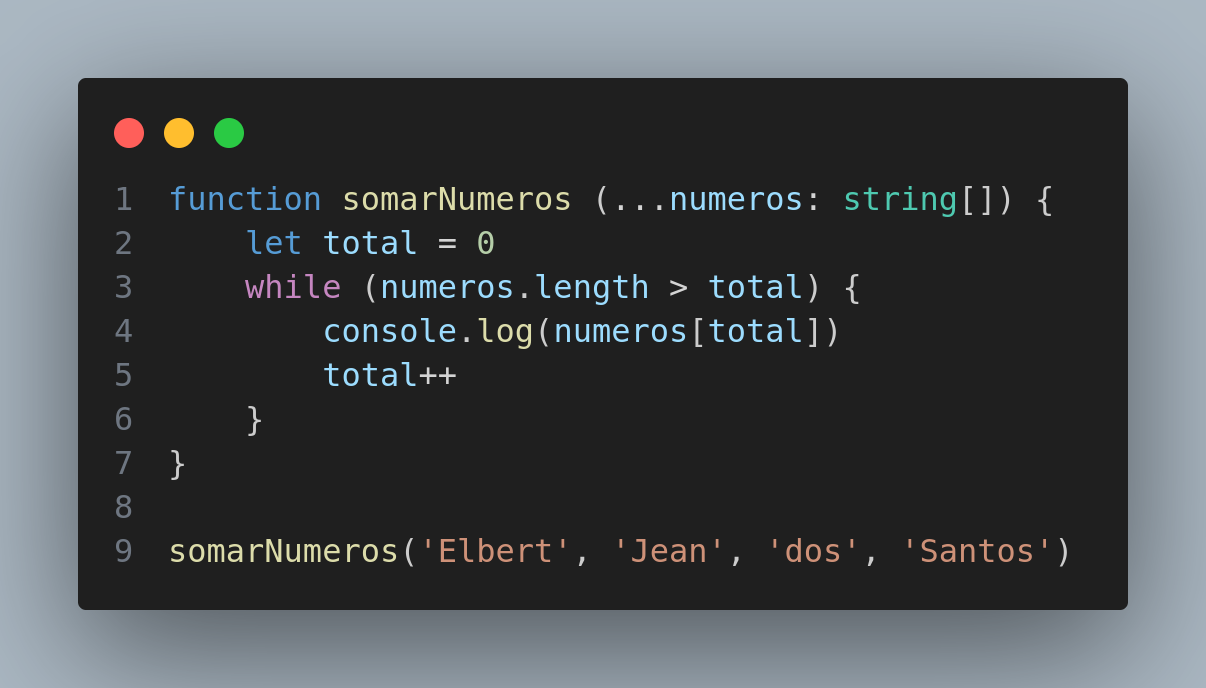 1 function somarNumeros (...numeros: string[]) {
2     let total = 0
3     while (numeros.length > total) {
4         console.log(numeros[total])
5         total++
6     }
7 }
8
9 somarNumeros('Elbert', 'Jean', 'dos', 'Santos')